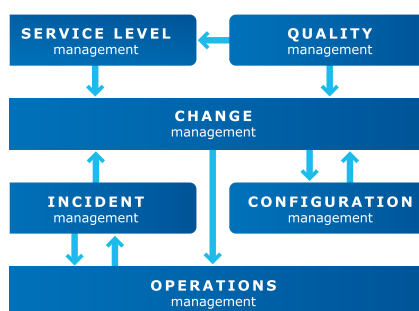 SERVICE LEVEL
management
QUALITY
management
CHANGE
management
INCIDENT
management
CONFIGURATION
management
OPERATIONS
management